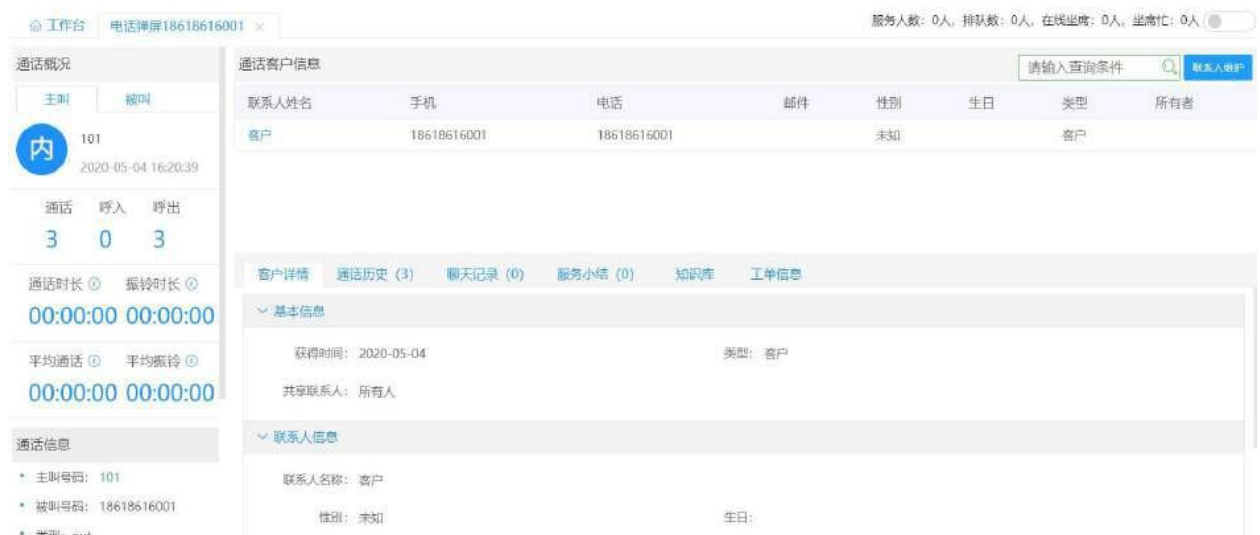 工作台 电话弹屏18618616001 ×
服务人数: 0人, 排队数: 0人, 在线坐席: 0人, 坐席忙: 0人
通话概况
主叫 被叫
内
101
2020-05-04 16:20:39
通话 呼入 呼出
3 0 3
通话时长 振铃时长
00:00:00 00:00:00
平均通话 平均振铃
00:00:00 00:00:00
通话信息
主叫号码: 101
被叫号码: 18618616001
通话客户信息
请输入查询条件
联系人维护
联系人姓名 手机 电话 邮件 性别 生日 类型 所有者
客户 18618616001 18618616001 未知 客户
客户详情 通话历史 (3) 聊天记录 (0) 服务小结 (0) 知识库 工单信息
基本信息
获得时间: 2020-05-04 类型: 客户
共享联系人: 所有人
联系人信息
联系人名称: 客户
性别: 未知 生日: